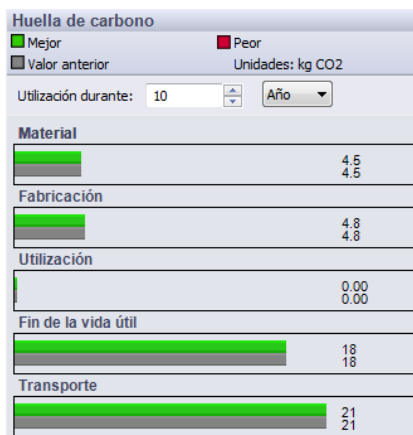 Huella de carbono
Mejor Peor
Valor anterior Unidades: kg CO2
Utilización durante: 10 Año
Material
4.5
4.5
Fabricación
4.8
4.8
Utilización
0.00
0.00
Fin de la vida útil
18
18
Transporte
21
21